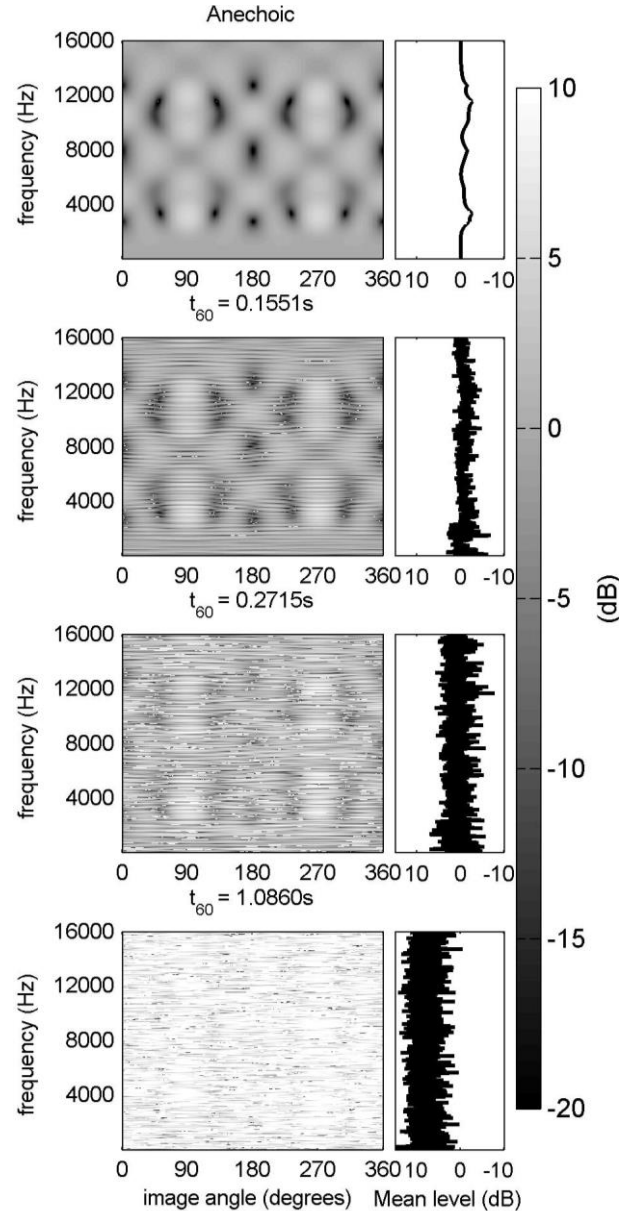 Anechoic
16000
12000
8000
4000
frequency (Hz)
0 90 180 270 360 10 0 -10
t60 = 0.1551s
16000
12000
8000
4000
frequency (Hz)
0 90 180 270 360 10 0 -10
t60 = 0.2715s
16000
12000
8000
4000
frequency (Hz)
0 90 180 270 360 10 0 -10
t60 = 1.0860s
16000
12000
8000
4000
frequency (Hz)
0 90 180 270 360 10 0 -10
image angle (degrees) Mean level (dB)
10
5
0
-5
-10
-15
-20
(dB)